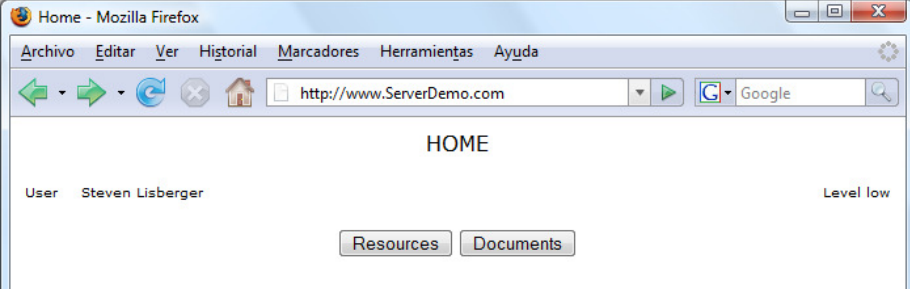 Home - Mozilla Firefox
Archivo Editar Ver Historial Marcadores Herramientas Ayuda
http://www.ServerDemo.com G Google
HOME
User Steven Lisberger Level low
Resources Documents